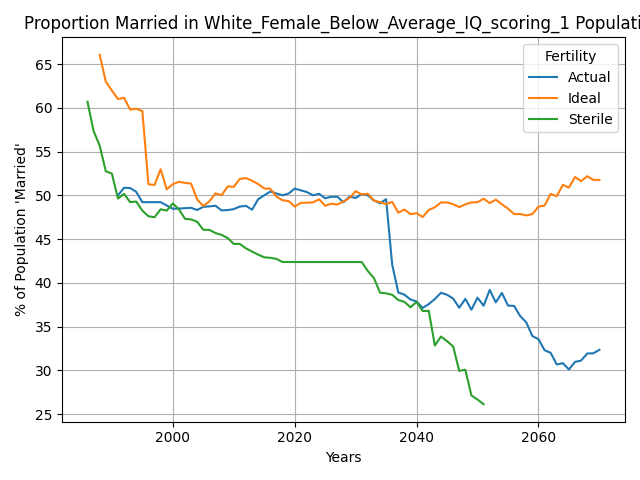 Proportion Married in White_Female_Below_Average_IQ_scoring_1 Populati
Fertility
Actual
Ideal
Sterile
% of Population 'Married'
65
60
55
50
45
40
35
30
25
2000
2020
2040
2060
Years